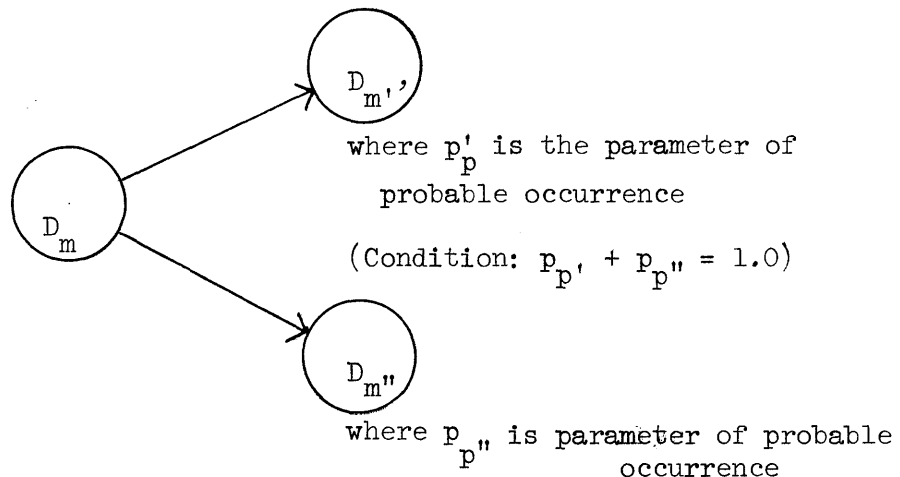 D_m',
where p'_p is the parameter of
probable occurrence
D_m
(Condition: p_p' + p_p" = 1.0)
D_m"
where p_p" is parameter of probable
occurrence